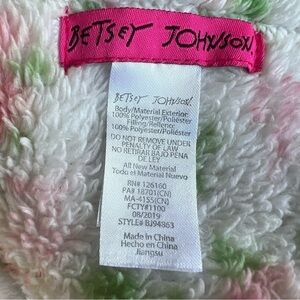 BETSEY JOHNSON
BETSEY JOHNSON
Body/Material Exterior:
100% Polyester/Poliéster
Filling/Relleno:
100% Polyester/Poliéster
DO NOT REMOVE UNDER
PENALTY OF LAW
NO RETIRAR BAJO PENA
DE LEY
All New Material
Todo el Material Nuevo
RN# 126160
PA# 18701(CN)
MA-4155(CN)
FCTY#1100
08/2019
STYLE# BJ94863
Made in China
Hecho en China
Jiangsu